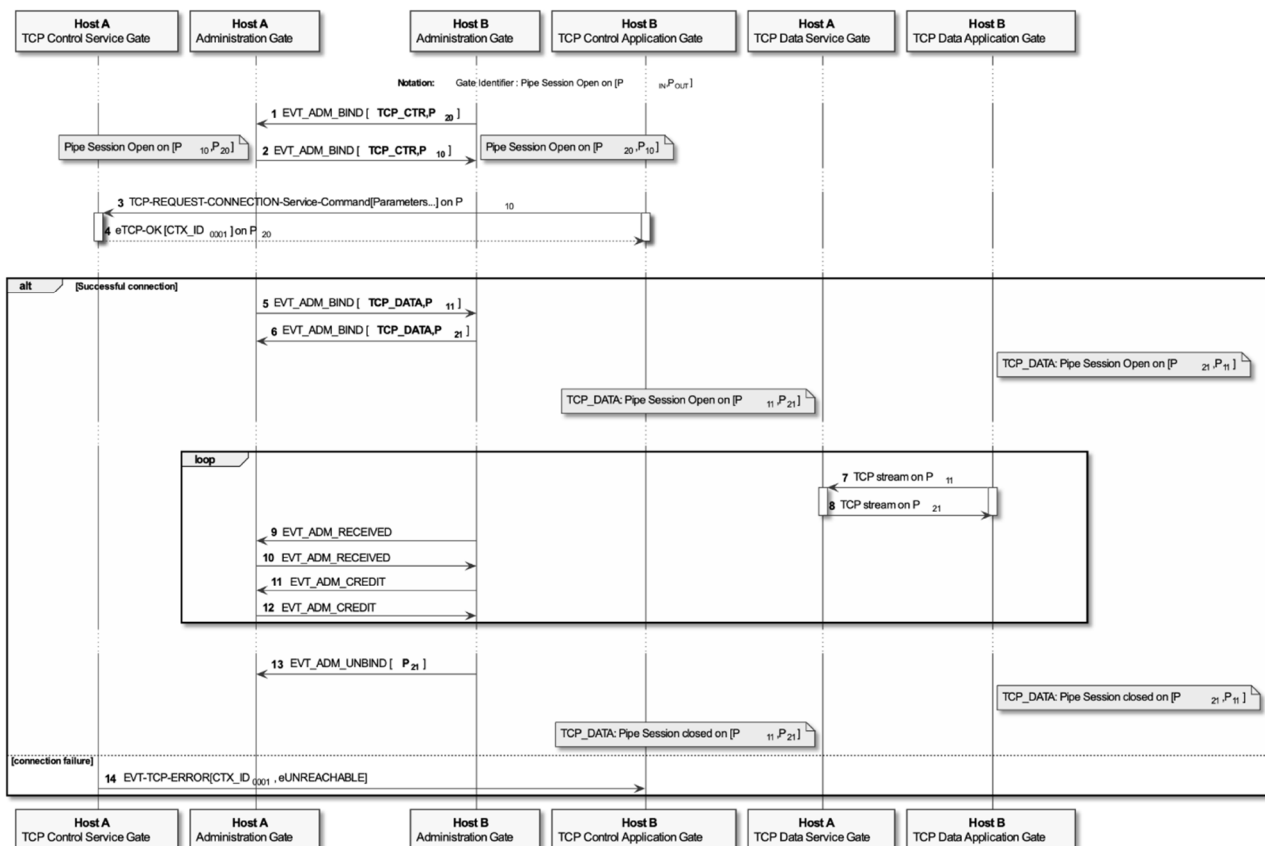 Host A
TCP Control Service Gate
Host A
Administration Gate
Host B
Administration Gate
Host B
TCP Control Application Gate
Host A
TCP Data Service Gate
Host B
TCP Data Application Gate
Notation: Gate Identifier : Pipe Session Open on [P IN,P OUT]
1 EVT_ADM_BIND [ TCP_CTR,P 20 ]
Pipe Session Open on [P 10,P 20]
2 EVT_ADM_BIND [ TCP_CTR,P 10 ]
Pipe Session Open on [P 20,P 10]
3 TCP-REQUEST-CONNECTION-Service-Command[Parameters...] on P 10
4 eTCP-OK [CTX_ID 0001 ] on P 20
alt [Successful connection]
5 EVT_ADM_BIND [ TCP_DATA,P 11 ]
6 EVT_ADM_BIND [ TCP_DATA,P 21 ]
TCP_DATA: Pipe Session Open on [P 21,P 11]
TCP_DATA: Pipe Session Open on [P 11,P 21]
loop
7 TCP stream on P 11
8 TCP stream on P 21
9 EVT_ADM_RECEIVED
10 EVT_ADM_RECEIVED
11 EVT_ADM_CREDIT
12 EVT_ADM_CREDIT
13 EVT_ADM_UNBIND [ P 21 ]
TCP_DATA: Pipe Session closed on [P 21,P 11]
TCP_DATA: Pipe Session closed on [P 11,P 21]
[connection failure]
14 EVT-TCP-ERROR[CTX_ID 0001 , eUNREACHABLE]
Host A
TCP Control Service Gate
Host A
Administration Gate
Host B
Administration Gate
Host B
TCP Control Application Gate
Host A
TCP Data Service Gate
Host B
TCP Data Application Gate